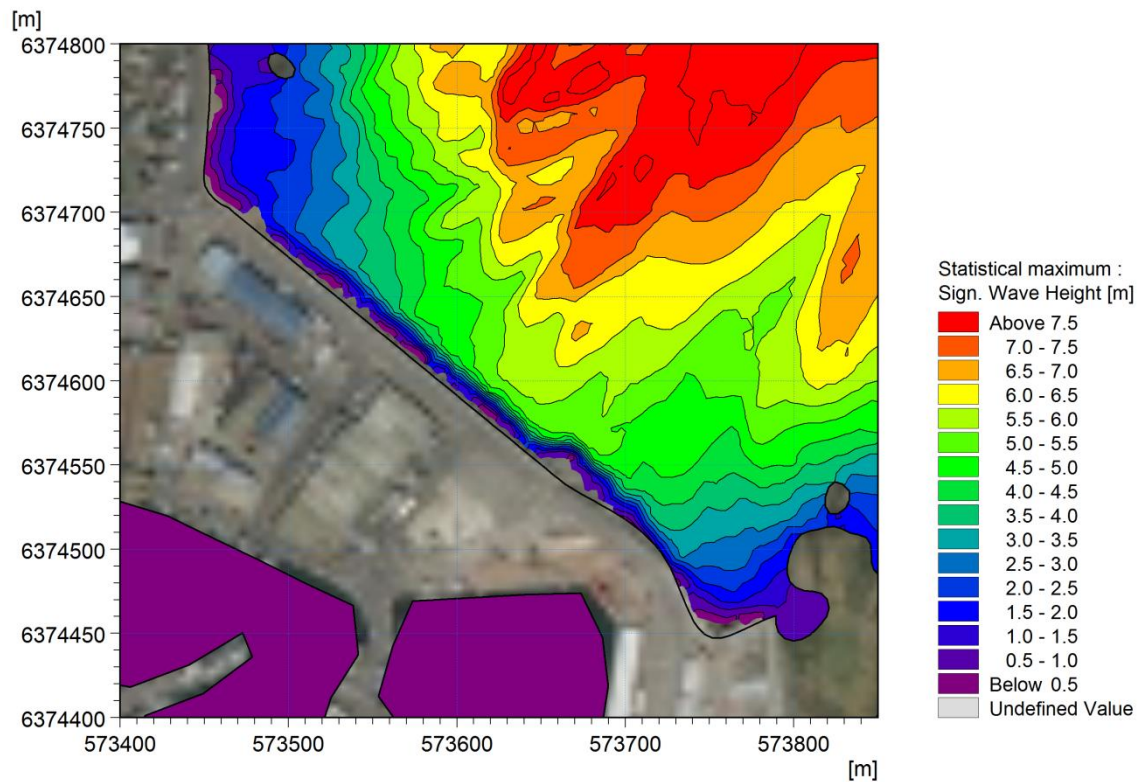 [m]
6374800
6374750
6374700
6374650
6374600
6374550
6374500
6374450
6374400
573400
573500
573600
573700
573800
[m]
Statistical maximum :
Sign. Wave Height [m]
Above 7.5
7.0 - 7.5
6.5 - 7.0
6.0 - 6.5
5.5 - 6.0
5.0 - 5.5
4.5 - 5.0
4.0 - 4.5
3.5 - 4.0
3.0 - 3.5
2.5 - 3.0
2.0 - 2.5
1.5 - 2.0
1.0 - 1.5
0.5 - 1.0
Below 0.5
Undefined Value